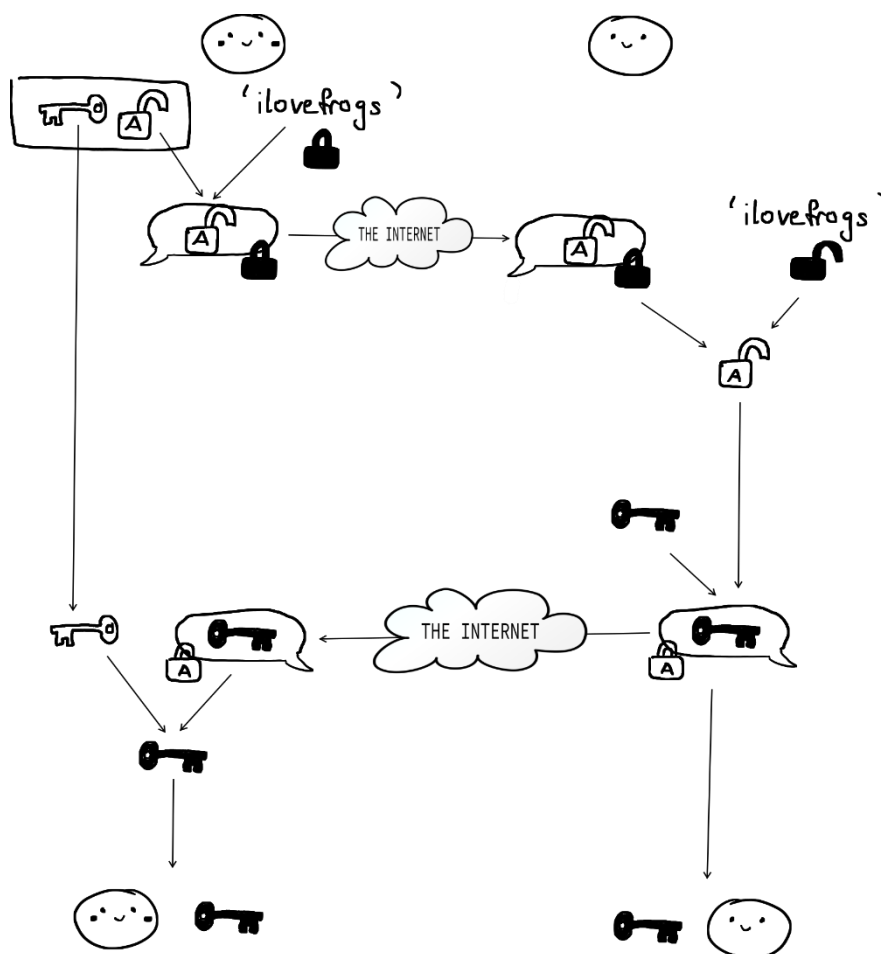 'ilovefrogs'
A
A
THE INTERNET
A
'ilovefrogs'
A
THE INTERNET
A
A